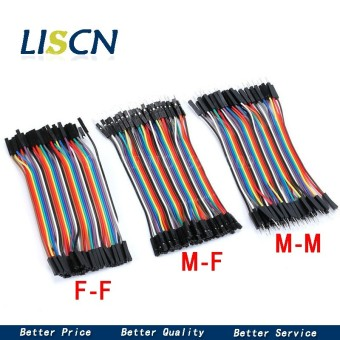 LISCN
F-F
M-F
M-M
Better Price
Better Quality
Better Service